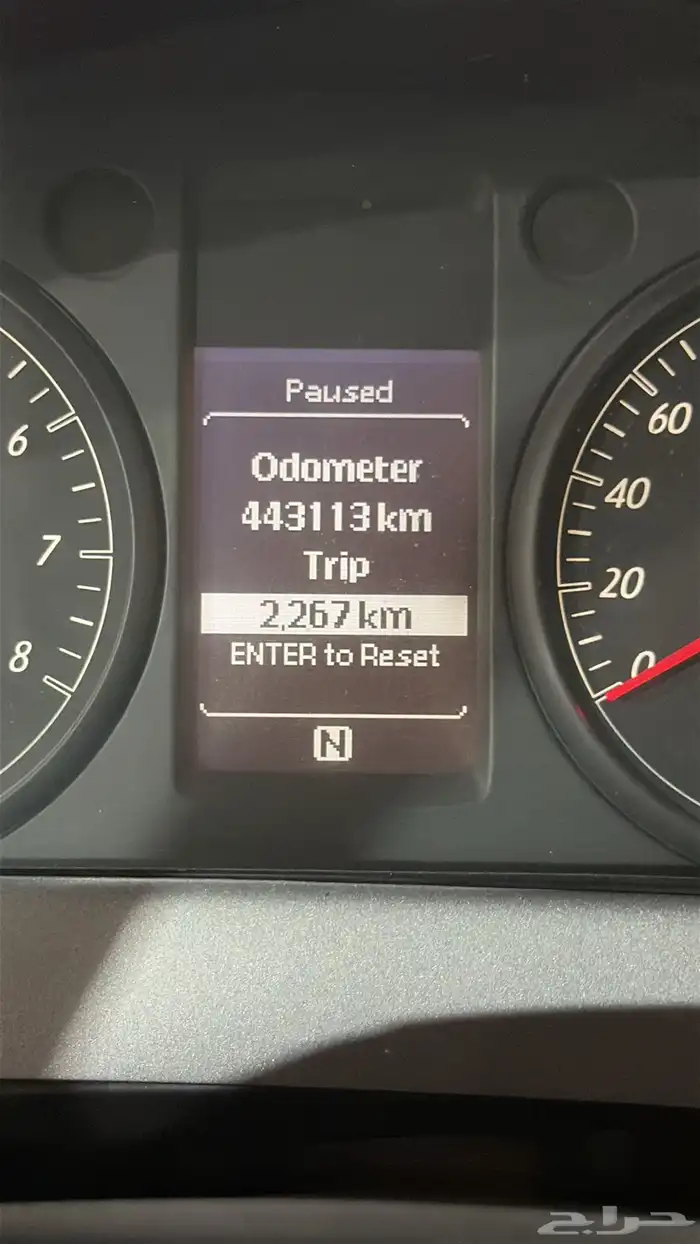 Paused
Odometer
443113 km
Trip
2,267 km
ENTER to Reset
N
6
7
8
60
40
20
0
حراج